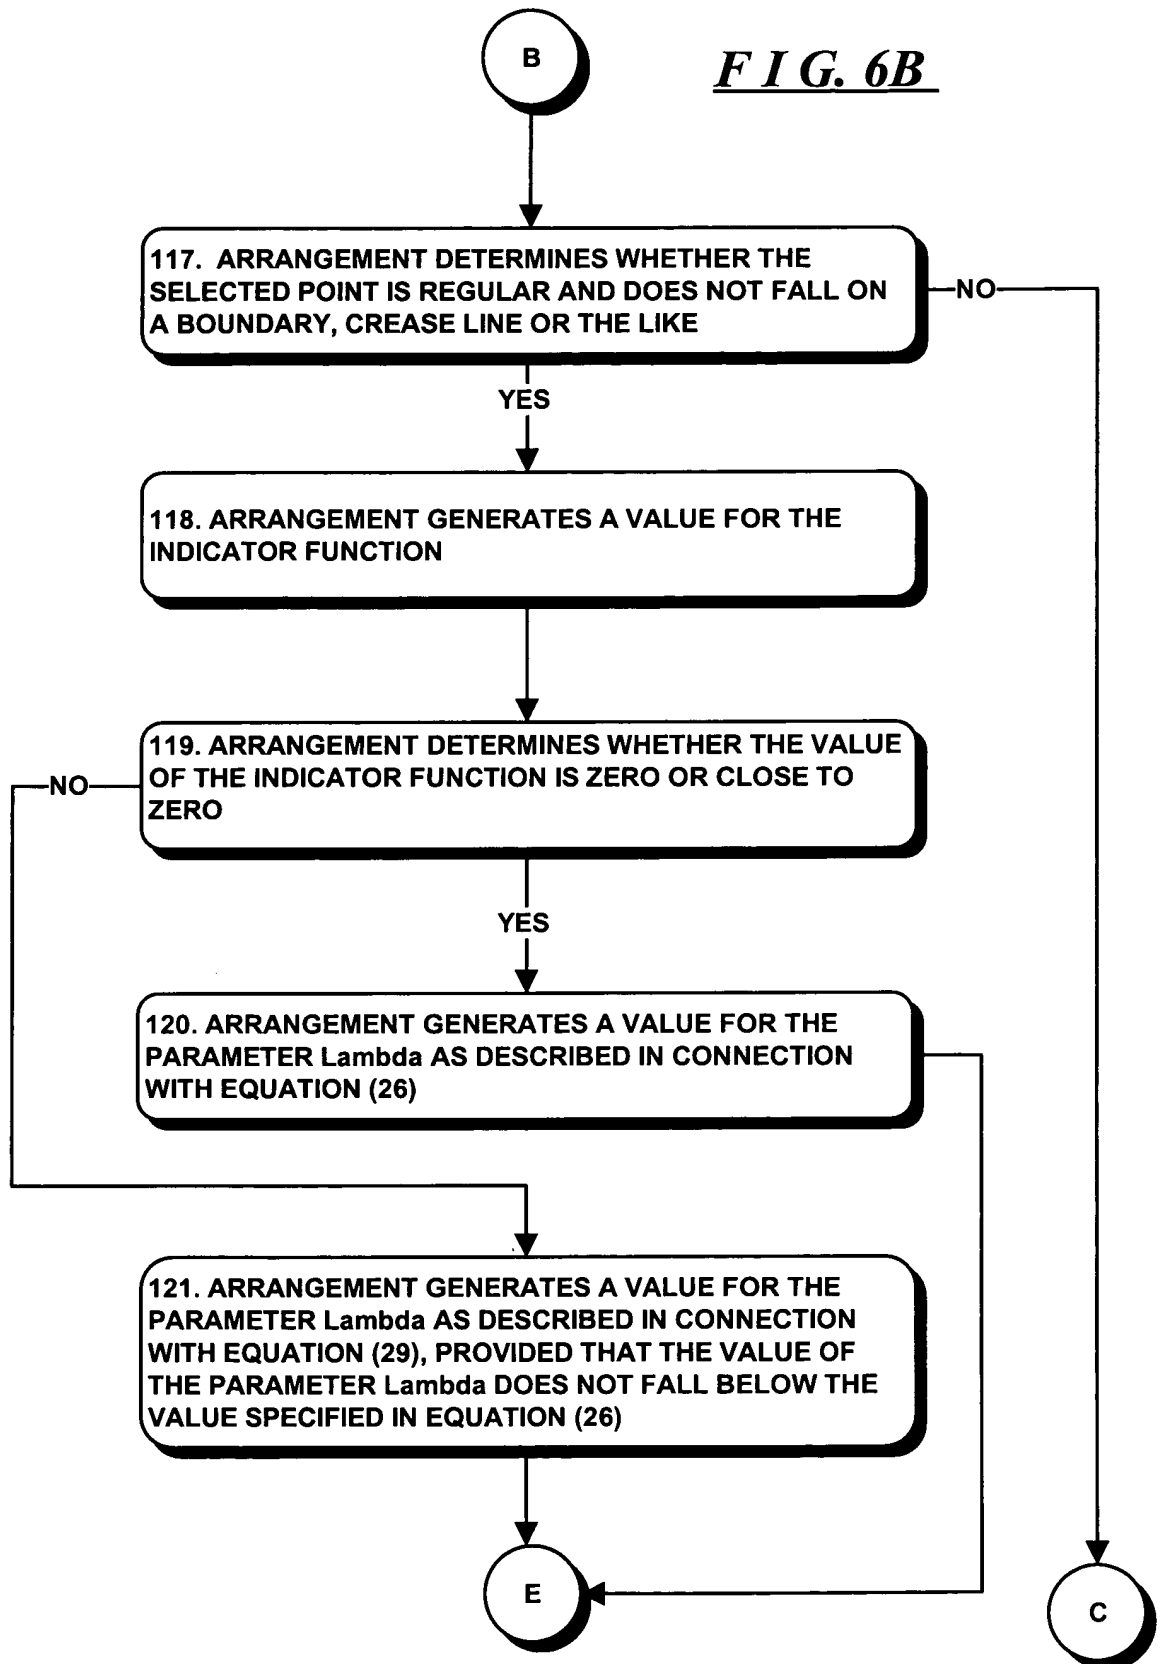 B
F I G. 6B
117. ARRANGEMENT DETERMINES WHETHER THE
SELECTED POINT IS REGULAR AND DOES NOT FALL ON
A BOUNDARY, CREASE LINE OR THE LIKE
NO
YES
118. ARRANGEMENT GENERATES A VALUE FOR THE
INDICATOR FUNCTION
119. ARRANGEMENT DETERMINES WHETHER THE VALUE
OF THE INDICATOR FUNCTION IS ZERO OR CLOSE TO
ZERO
NO
YES
120. ARRANGEMENT GENERATES A VALUE FOR THE
PARAMETER Lambda AS DESCRIBED IN CONNECTION
WITH EQUATION (26)
121. ARRANGEMENT GENERATES A VALUE FOR THE
PARAMETER Lambda AS DESCRIBED IN CONNECTION
WITH EQUATION (29), PROVIDED THAT THE VALUE OF
THE PARAMETER Lambda DOES NOT FALL BELOW THE
VALUE SPECIFIED IN EQUATION (26)
E
C